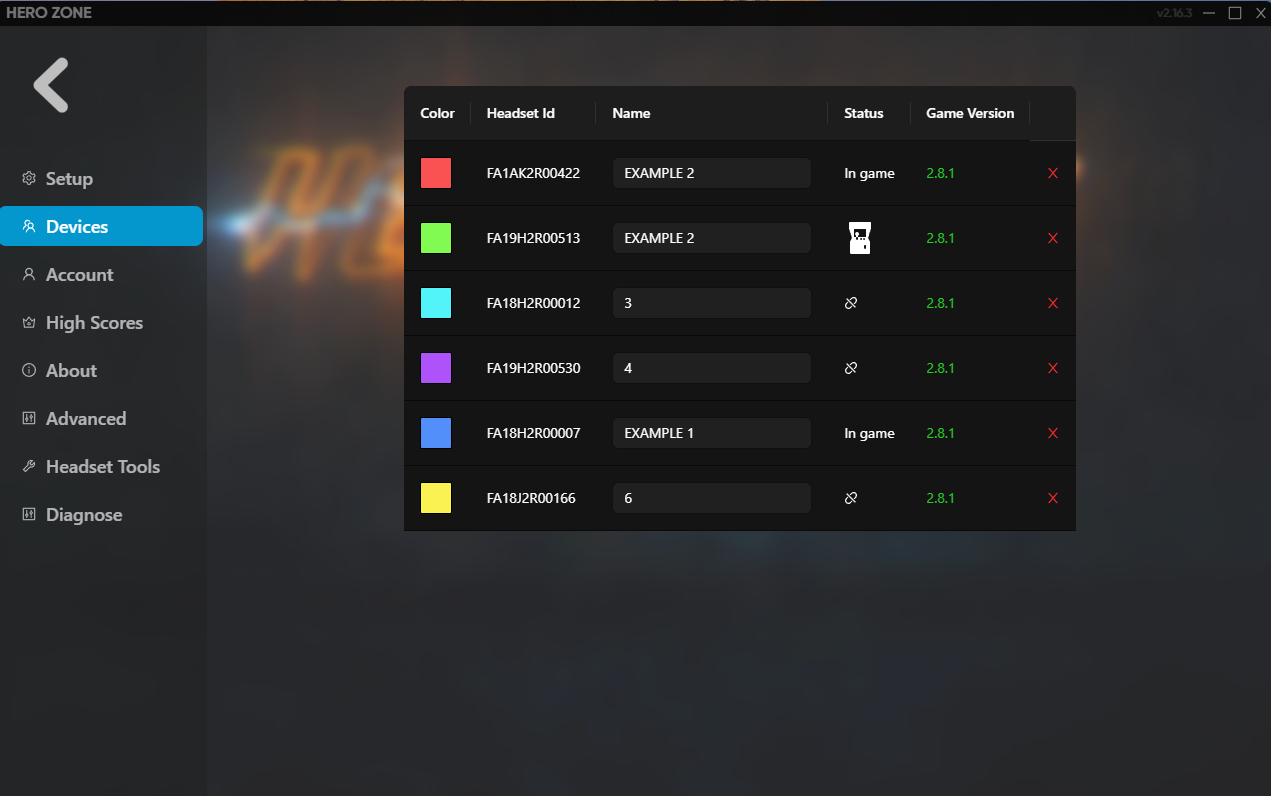 HERO ZONE
v2.16.3
Setup
Devices
Account
High Scores
About
Advanced
Headset Tools
Diagnose
Color Headset Id Name Status Game Version
FA1AK2R00422 EXAMPLE 2 In game 2.8.1
FA19H2R00513 EXAMPLE 2 2.8.1
FA18H2R00012 3 2.8.1
FA19H2R00530 4 2.8.1
FA18H2R00007 EXAMPLE 1 In game 2.8.1
FA18J2R00166 6 2.8.1